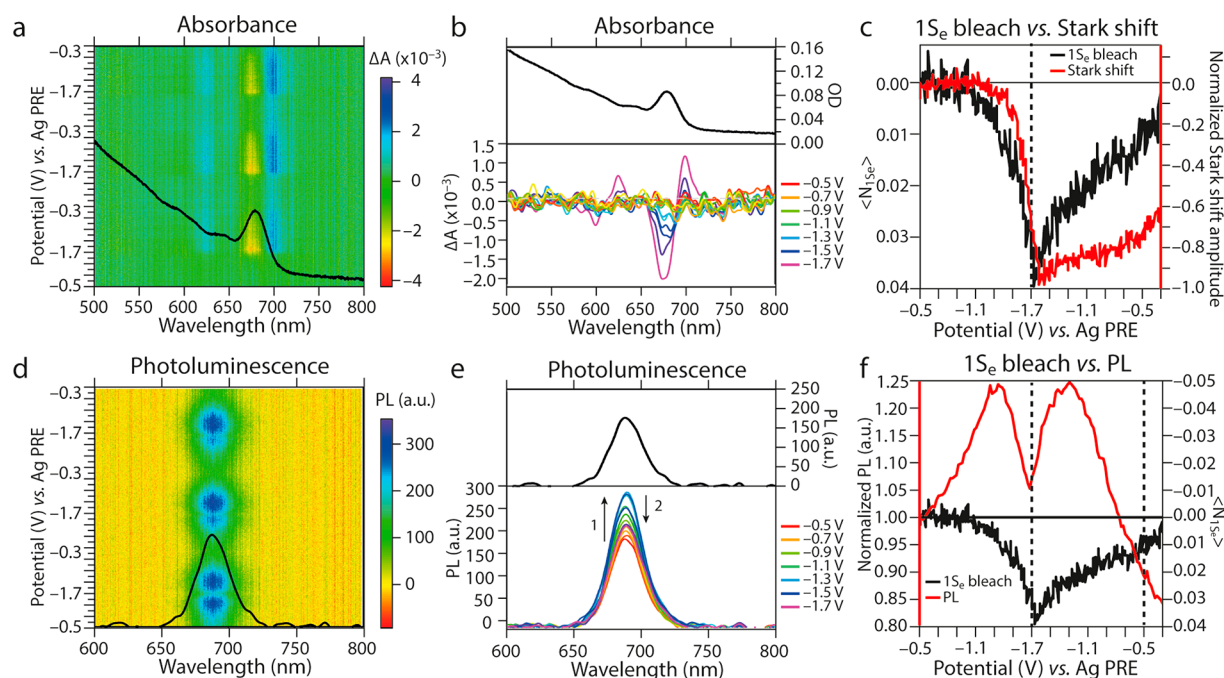 a
Absorbance
Potential (V) vs. Ag PRE
−0.3
−1.7
−0.3
−1.7
−0.3
−1.7
−0.5
500 550 600 650 700 750 800
Wavelength (nm)
ΔA (x10⁻³)
4
2
0
−2
−4
b
Absorbance
500 550 600 650 700 750 800
0.16
0.12
0.08
0.04
0.00
OD
1.5
1.0
0.5
0.0
0.5
−1.0
−1.5
2.0
ΔA (x10⁻³)
−0.5 V
−0.7 V
−0.9 V
−1.1 V
−1.3 V
−1.5 V
−1.7 V
500 550 600 650 700 750 800
Wavelength (nm)
c
1Sₑ bleach vs. Stark shift
1Sₑ bleach
Stark shift
0.00
0.01
0.02
0.03
0.04
<N1Se>
0.0
−0.2
−0.4
−0.6
−0.8
−1.0
Normalized Stark shift amplitude
−0.5 −1.1 −1.7 −1.1 −0.5
Potential (V) vs. Ag PRE
d
Photoluminescence
Potential (V) vs. Ag PRE
−0.3
−1.7
−0.3
−1.7
−0.3
−1.7
−0.5
600 650 700 750 800
Wavelength (nm)
PL (a.u.)
300
200
100
0
e
Photoluminescence
250
200
150
100
50
0
PL (a.u.)
300
250
200
150
100
50
0
PL (a.u.)
1
2
−0.5 V
−0.7 V
−0.9 V
−1.1 V
−1.3 V
−1.5 V
−1.7 V
600 650 700 750 800
Wavelength (nm)
f
1Sₑ bleach vs. PL
1.25
1.20
1.15
1.10
1.05
1.00
0.95
0.90
0.85
0.80
Normalized PL (a.u.)
−0.05
−0.04
−0.03
−0.02
−0.01
0.00
0.01
0.02
0.03
0.04
<N1Se>
1Sₑ bleach
PL
−0.5 −1.1 −1.7 −1.1 −0.5
Potential (V) vs. Ag PRE